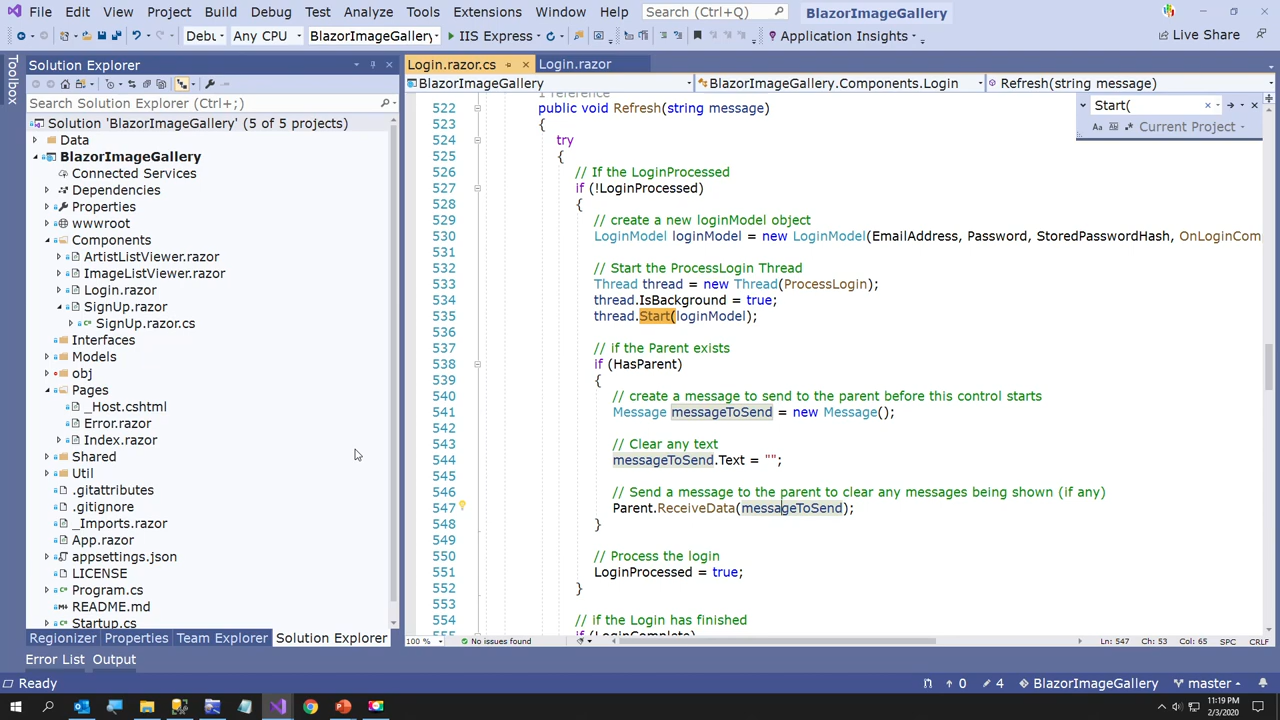 File Edit View Project Build Debug Test Analyze Tools Extensions Window Help Search (Ctrl+Q) BlazorImageGallery
Debu Any CPU BlazorImageGallery IIS Express Application Insights Live Share
Toolbox
Solution Explorer
Search Solution Explorer (Ctrl+;)
Solution 'BlazorImageGallery' (5 of 5 projects)
Data
BlazorImageGallery
Connected Services
Dependencies
Properties
wwwroot
Components
ArtistListViewer.razor
ImageListViewer.razor
Login.razor
SignUp.razor
SignUp.razor.cs
Interfaces
Models
obj
Pages
_Host.cshtml
Error.razor
Index.razor
Shared
Util
.gitattributes
.gitignore
_Imports.razor
App.razor
appsettings.json
LICENSE
Program.cs
README.md
Startup.cs
Regionizer Properties Team Explorer Solution Explorer
Login.razor.cs Login.razor
BlazorImageGallery BlazorImageGallery.Components.Login Refresh(string message)
Start(
Current Project
1 reference
522 public void Refresh(string message)
523 {
524 try
525 {
526 // If the LoginProcessed
527 if (!LoginProcessed)
528 {
529 // create a new loginModel object
530 LoginModel loginModel = new LoginModel(EmailAddress, Password, StoredPasswordHash, OnLoginCom
531
532 // Start the ProcessLogin Thread
533 Thread thread = new Thread(ProcessLogin);
534 thread.IsBackground = true;
535 thread.Start(loginModel);
536
537 // if the Parent exists
538 if (HasParent)
539 {
540 // create a message to send to the parent before this control starts
541 Message messageToSend = new Message();
542
543 // Clear any text
544 messageToSend.Text = "";
545
546 // Send a message to the parent to clear any messages being shown (if any)
547 Parent.ReceiveData(messageToSend);
548 }
549
550 // Process the login
551 LoginProcessed = true;
552 }
553
554 // if the Login has finished
555 if (LoginComplete)
100 % No issues found Ln: 547 Ch: 53 Col: 65 SPC CRLF
Error List Output
Ready 0 4 BlazorImageGallery master
11:19 PM
2/3/2020